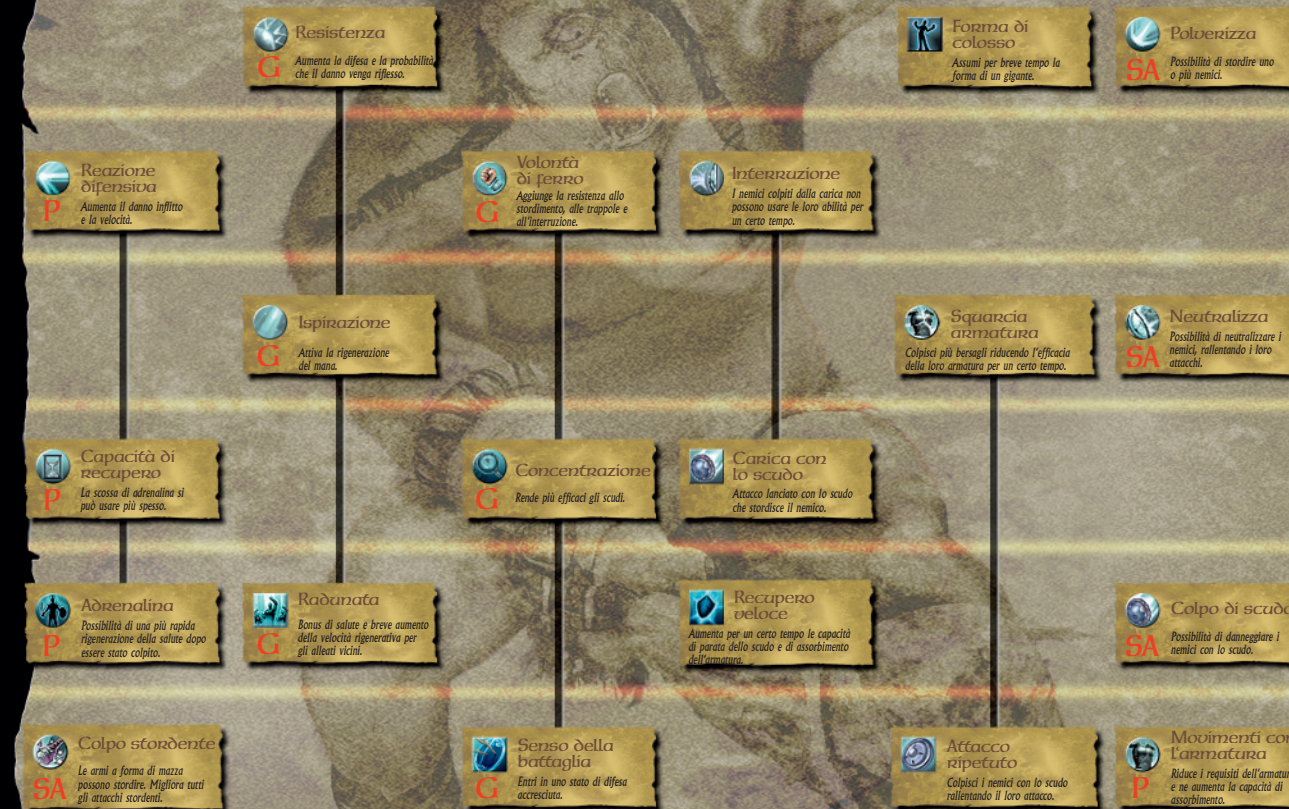 Resistenza
G
Aumenta la difesa e la probabilità
che il danno venga riflesso.
Forma di
colosso
Assumi per breve tempo la
forma di un gigante.
Polverizza
SA
Possibilità di stordire uno
o più nemici.
Reazione
difensiva
P
Aumenta il danno inflitto
e la velocità.
Volontà
di ferro
G
Aggiunge la resistenza allo
stordimento, alle trappole e
all'interruzione.
Interruzione
I nemici colpiti dalla carica non
possono usare le loro abilità per
un certo tempo.
Ispirazione
G
Attiva la rigenerazione
del mana.
Squarcia
armatura
Colpisci più bersagli riducendo l'efficacia
della loro armatura per un certo tempo.
Neutralizza
SA
Possibilità di neutralizzare i
nemici, rallentando i loro
attacchi.
Capacità di
recupero
P
La scossa di adrenalina si
può usare più spesso.
Concentrazione
G
Rende più efficaci gli scudi.
Carica con
lo scudo
Attacco lanciato con lo scudo
che stordisce il nemico.
Adrenalina
P
Possibilità di una più rapida
rigenerazione della salute dopo
essere stato colpito.
Radunata
G
Bonus di salute e breve aumento
della velocità rigenerativa per
gli alleati vicini.
Recupero
veloce
Aumenta per un certo tempo le capacità
di parata dello scudo e di assorbimento
dell'armatura.
Colpo di scudo
SA
Possibilità di danneggiare i
nemici con lo scudo.
Colpo stordente
SA
Le armi a forma di mazza
possono stordire. Migliora tutti
gli attacchi stordenti.
Senso della
battaglia
G
Entri in uno stato di difesa
accresciuta.
Attacco
ripetuto
Colpisci i nemici con lo scudo
rallentando il loro attacco.
Movimenti con
l'armatura
P
Riduce i requisiti dell'armatur
e ne aumenta la capacità di
assorbimento.